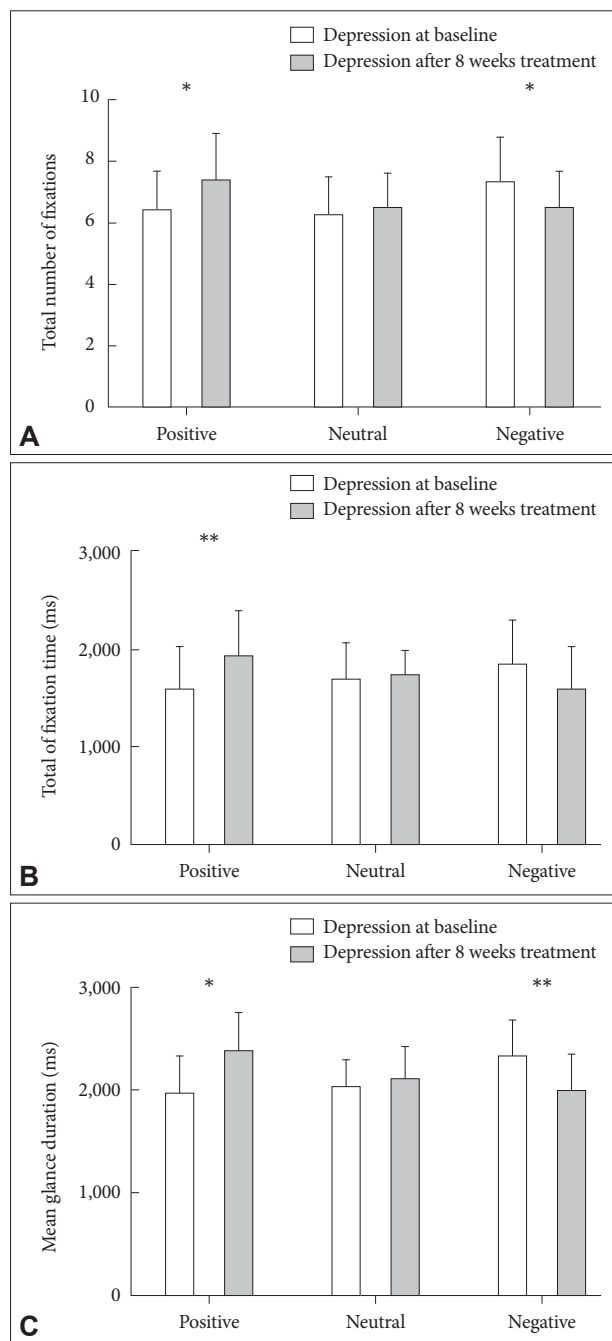 Depression at baseline
Depression after 8 weeks treatment
*
*
10
8
6
4
2
0
Total number of fixations
Positive
Neutral
Negative
A
Depression at baseline
Depression after 8 weeks treatment
**
3,000
2,000
1,000
0
Total of fixation time (ms)
Positive
Neutral
Negative
B
Depression at baseline
Depression after 8 weeks treatment
*
**
3,000
2,000
1,000
0
Mean glance duration (ms)
Positive
Neutral
Negative
C